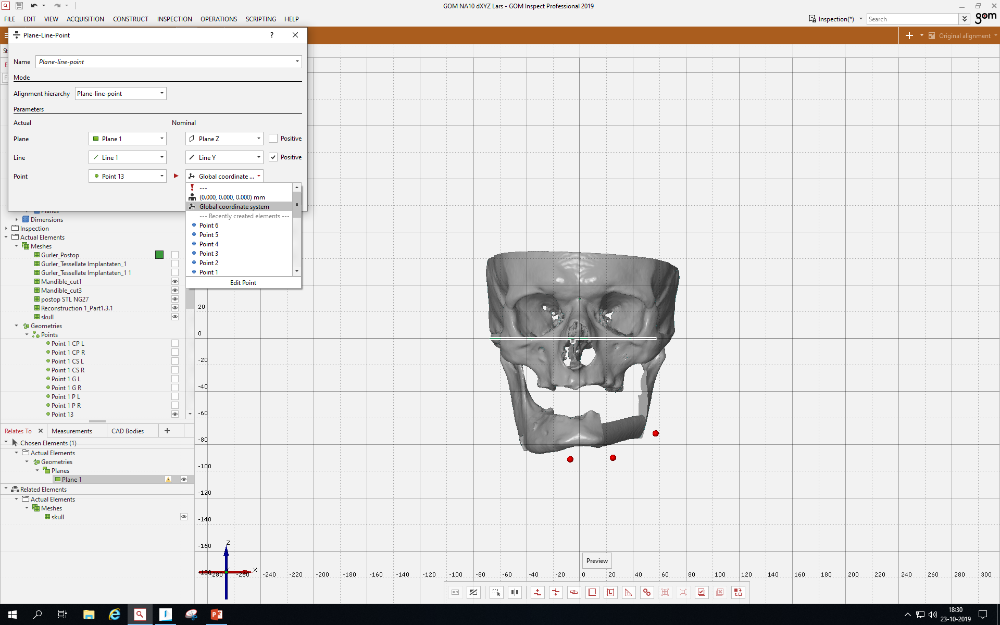 GOM NA10 dXYZ Lars - GOM Inspect Professional 2019
FILE EDIT VIEW ACQUISITION CONSTRUCT INSPECTION OPERATIONS SCRIPTING HELP
Inspection(*) Search gom
Plane-Line-Point ?
Original alignment
St
Name Plane-line-point
Mode
Alignment hierarchy Plane-line-point
Parameters
Actual Nominal
Plane Plane 1 Plane Z Positive
Line Line 1 Line Y Positive
Point Point 13 Global coordinate ...
---
(0.000, 0.000, 0.000) mm
Global coordinate system
--- Recently created elements ---
Point 6
Point 5
Point 4
Point 3
Point 2
Point 1
Edit Point
Planes
Dimensions
Inspection
Actual Elements
Meshes
Gurler_Postop
Gurler_Tessellate Implantaten_1
Gurler_Tessellate Implantaten_1 1
Mandible_cut1
Mandible_cut3
postop STL NG27
Reconstruction 1_Part1.3.1
skull
Geometries
Points
Point 1 CP L
Point 1 CP R
Point 1 CS L
Point 1 CS R
Point 1 G L
Point 1 G R
Point 1 P L
Point 1 P R
Point 13
Relates To Measurements CAD Bodies +
Chosen Elements (1)
Actual Elements
Geometries
Planes
Plane 1
Related Elements
Actual Elements
Meshes
skull
20
0
-20
-40
-60
-80
-100
-120
-140
-160
Z
X
Preview
-180 -280 -260 -240 -220 -200 -180 -160 -140 -120 -100 -80 -60 -40 -20 0 20 40 60 80 100 120 140 160 180 200 220 240 260 280 300
18:30
23-10-2019